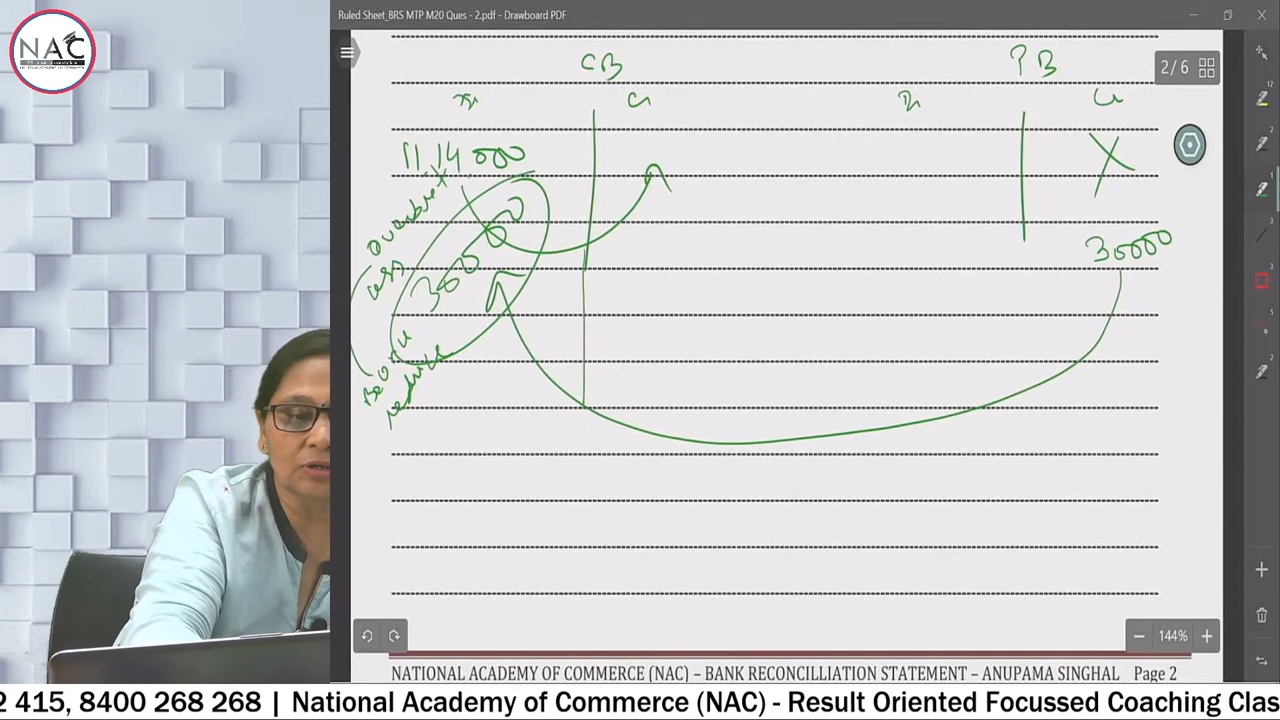 Ruled Sheet_BRS MTP M20 Ques - 2.pdf - Drawboard PDF
NAC
2/6
CB
PB
Dr
Cr
Dr
Cr
11,14,000
30000
30000
less
reduce
144%
NATIONAL ACADEMY OF COMMERCE (NAC) – BANK RECONCILLIATION STATEMENT – ANUPAMA SINGHAL Page 2
2 415, 8400 268 268 | National Academy of Commerce (NAC) - Result Oriented Focussed Coaching Clas